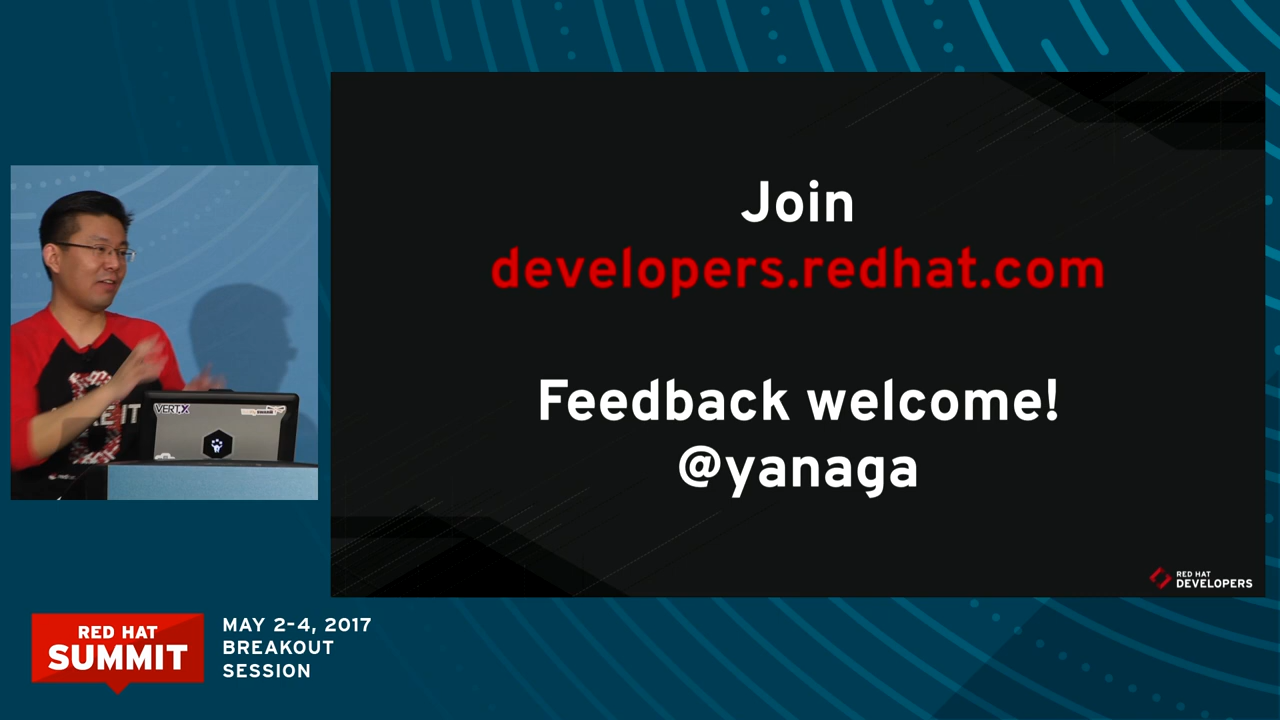 Join
developers.redhat.com
Feedback welcome!
@yanaga
RED HAT
DEVELOPERS
VERT.X
RED HAT
SUMMIT
MAY 2-4, 2017
BREAKOUT
SESSION